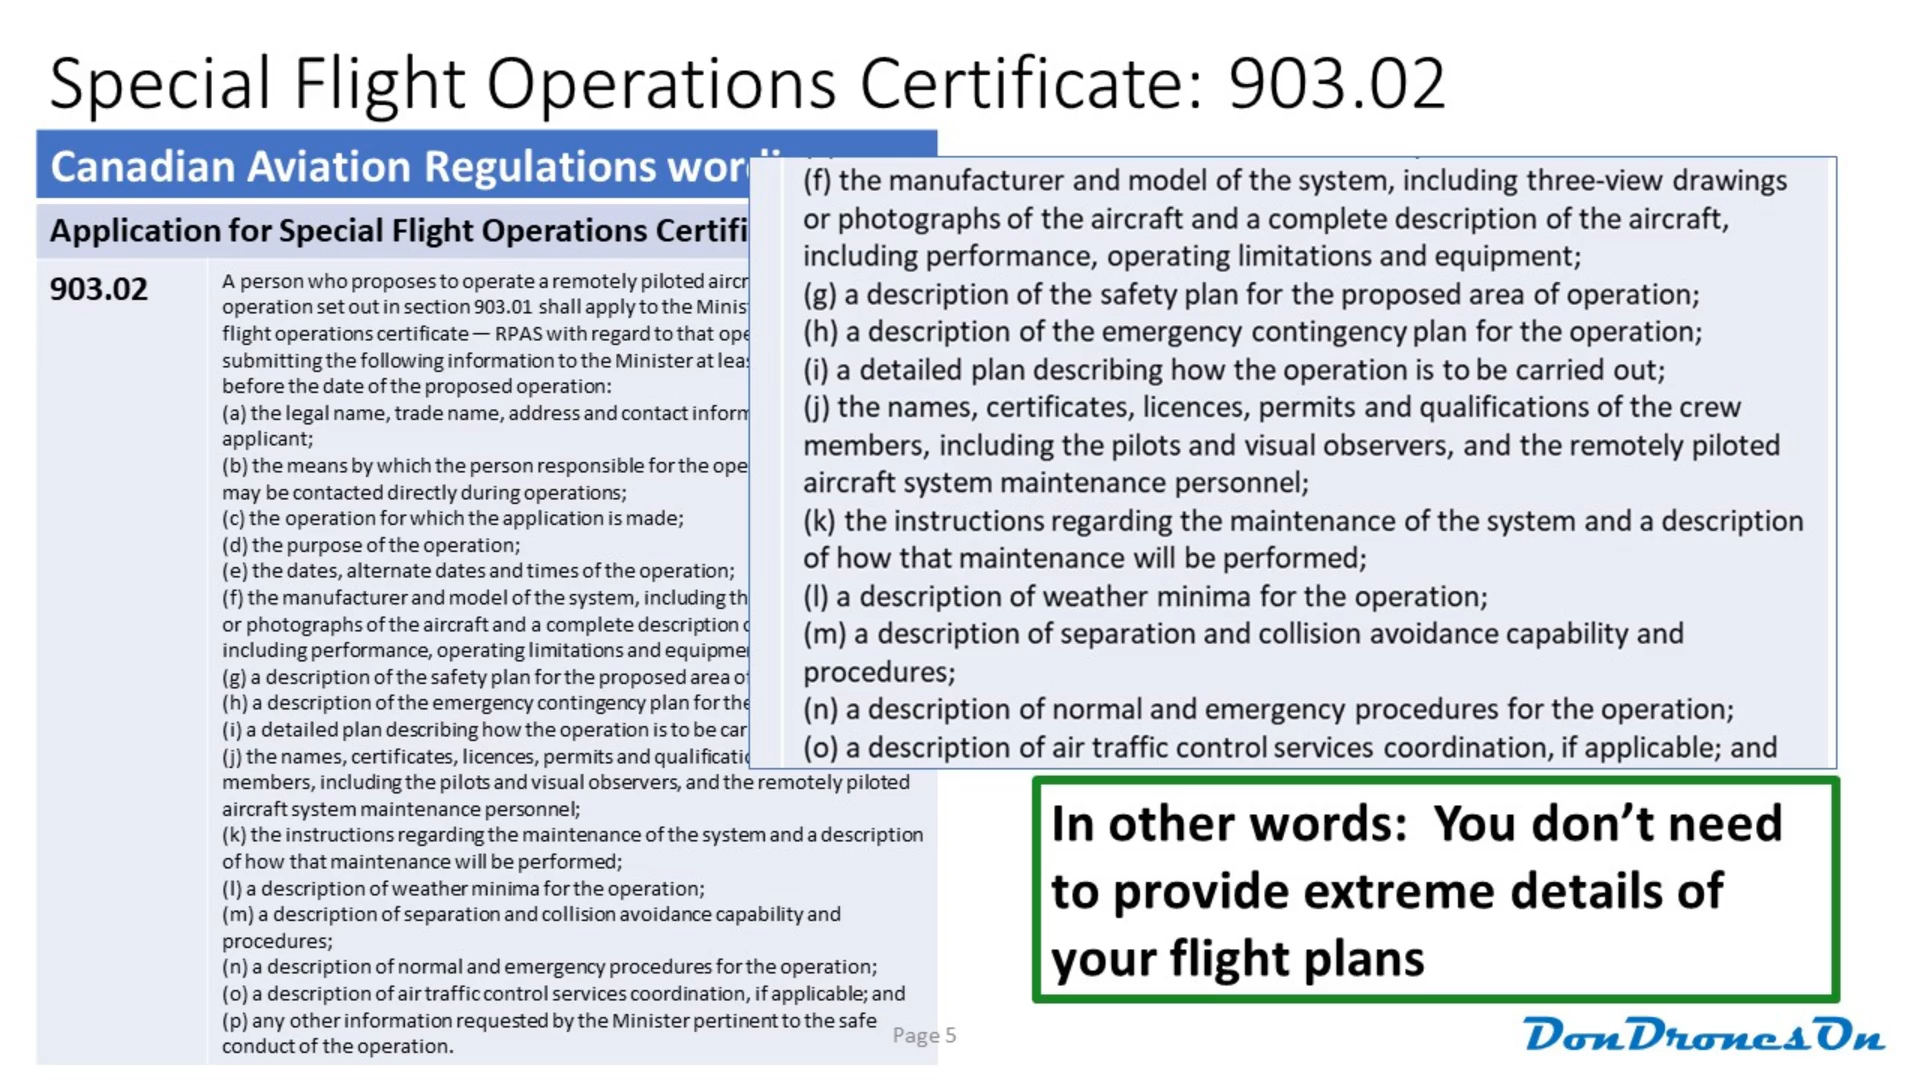 Special Flight Operations Certificate: 903.02
Canadian Aviation Regulations
Application for Special Flight Operations
903.02
A person who proposes to operate a remotely piloted
operation set out in section 903.01 shall apply to the
flight operations certificate — RPAS with regard to that
submitting the following information to the Minister at
before the date of the proposed operation:
(a) the legal name, trade name, address and contact
applicant;
(b) the means by which the person responsible for the
may be contacted directly during operations;
(c) the operation for which the application is made;
(d) the purpose of the operation;
(e) the dates, alternate dates and times of the operation;
(f) the manufacturer and model of the system, including
or photographs of the aircraft and a complete description
including performance, operating limitations and
(g) a description of the safety plan for the proposed area
(h) a description of the emergency contingency plan for
(i) a detailed plan describing how the operation is to be
(j) the names, certificates, licences, permits and
members, including the pilots and visual observers, and the remotely piloted
aircraft system maintenance personnel;
(k) the instructions regarding the maintenance of the system and a description
of how that maintenance will be performed;
(l) a description of weather minima for the operation;
(m) a description of separation and collision avoidance capability and
procedures;
(n) a description of normal and emergency procedures for the operation;
(o) a description of air traffic control services coordination, if applicable; and
(p) any other information requested by the Minister pertinent to the safe
conduct of the operation.
(f) the manufacturer and model of the system, including three-view drawings
or photographs of the aircraft and a complete description of the aircraft,
including performance, operating limitations and equipment;
(g) a description of the safety plan for the proposed area of operation;
(h) a description of the emergency contingency plan for the operation;
(i) a detailed plan describing how the operation is to be carried out;
(j) the names, certificates, licences, permits and qualifications of the crew
members, including the pilots and visual observers, and the remotely piloted
aircraft system maintenance personnel;
(k) the instructions regarding the maintenance of the system and a description
of how that maintenance will be performed;
(l) a description of weather minima for the operation;
(m) a description of separation and collision avoidance capability and
procedures;
(n) a description of normal and emergency procedures for the operation;
(o) a description of air traffic control services coordination, if applicable; and
In other words: You don't need
to provide extreme details of
your flight plans
Page 5
DonDronesOn